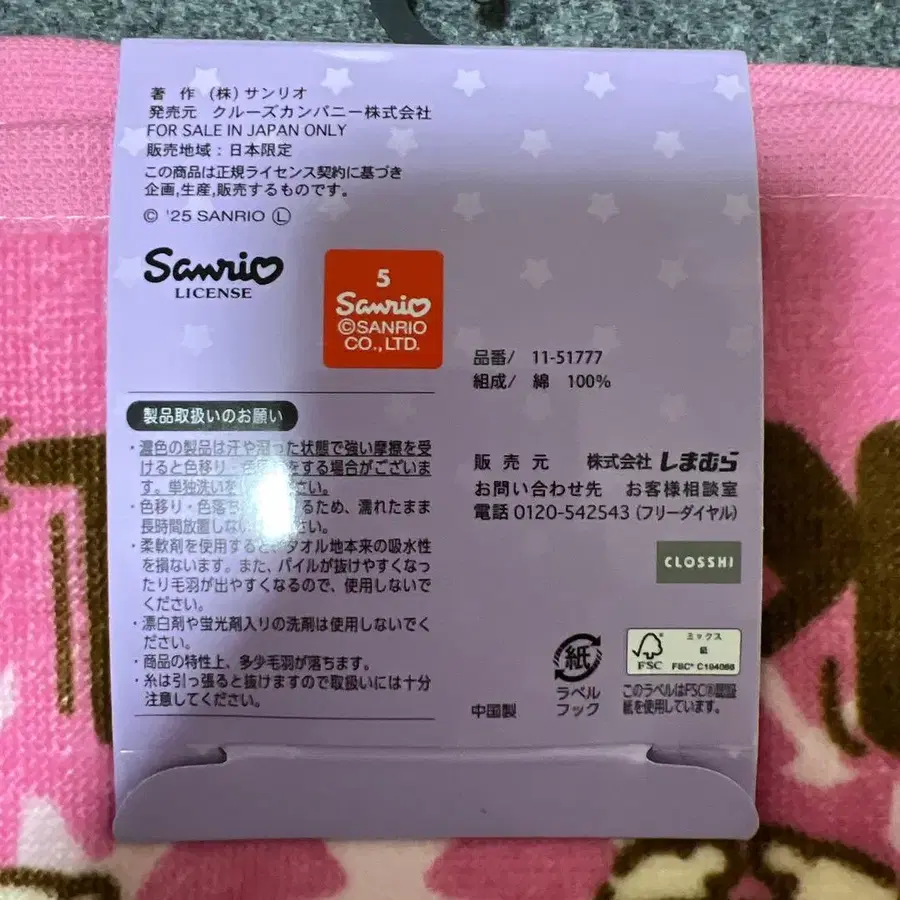 著 作 (株) サンリオ
発売元 クルーズカンパニー株式会社
FOR SALE IN JAPAN ONLY
販売地域：日本限定
この商品は正規ライセンス契約に基づき
企画,生産,販売するものです。
© '25 SANRIO Ⓛ
Sanrio
LICENSE
5
Sanrio
©SANRIO
CO.,LTD.
製品取扱いのお願い
・濃色の製品は汗や湿った状態で強い摩擦を受
けると色移り・色をする場合がございま
す。単独洗いをください。
・色移り・色落るため、濡れたまま
長時間放置しない。
・柔軟剤を使用するとタオル地本来の吸水性
を損ないます。また、パイルが抜けやすくなっ
たり毛羽が出やすくなるので、使用しないで
ください。
・漂白剤や蛍光剤入りの洗剤は使用しないでく
ださい。
・商品の特性上、多少毛羽が落ちます。
・糸は引っ張ると抜けますので取扱いには十分
注意してください。
品番/ 11-51777
組成/ 綿 100%
販売元 株式会社 しまむら
お問い合わせ先 お客様相談室
電話 0120-542543 (フリーダイヤル)
CLOSSHI
中国製
紙
ラベル
フック
FSC
ミックス
紙
FSC® C104066
このラベルはFSC®認証
紙を使用しています。